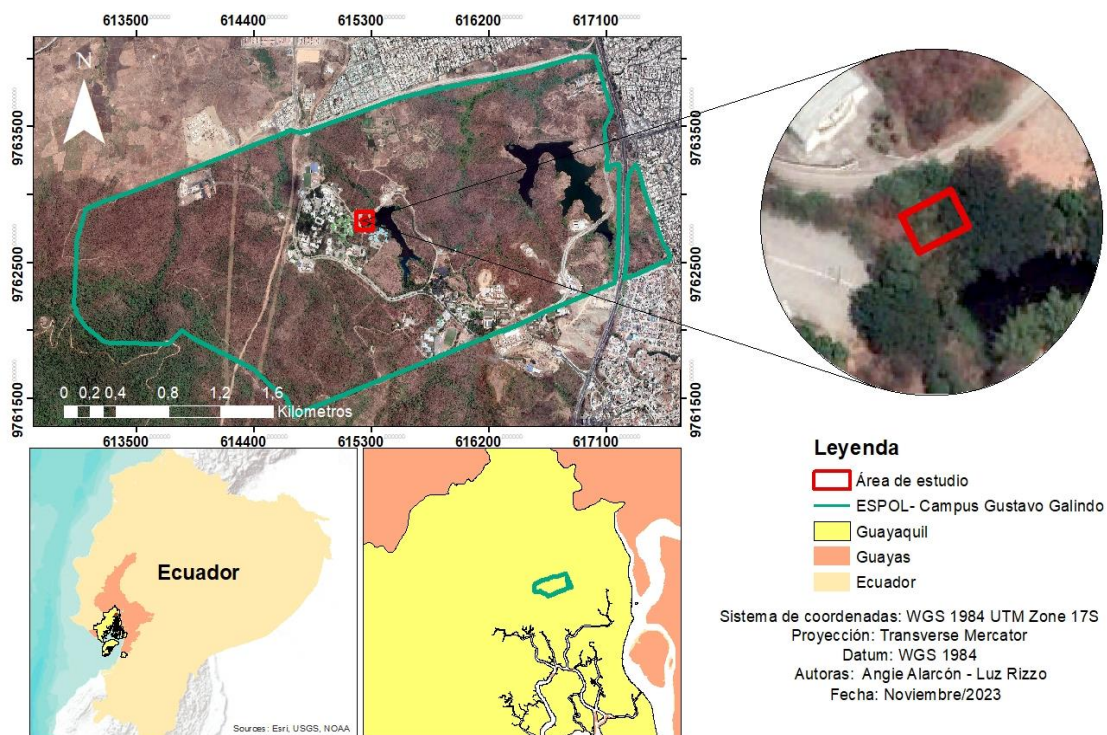 613500 614400 615300 616200 617100
9763500
9762500
9761500
9763500
9762500
9761500
N
0 0,2 0,4 0,8 1,2 1,6
Kilómetros
613500 614400 615300 616200 617100
Ecuador
Sources: Esri, USGS, NOAA
Leyenda
Área de estudio
ESPOL- Campus Gustavo Galindo
Guayaquil
Guayas
Ecuador
Sistema de coordenadas: WGS 1984 UTM Zone 17S
Proyección: Transverse Mercator
Datum: WGS 1984
Autoras: Angie Alarcón - Luz Rizzo
Fecha: Noviembre/2023